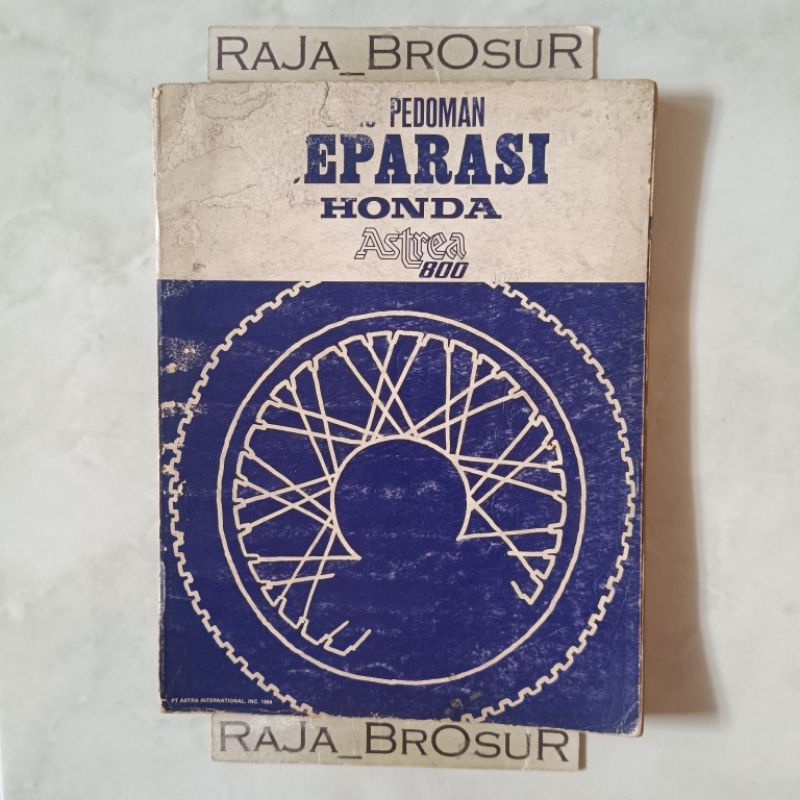 RAJA_BROSUR
PEDOMAN
EPARASI
HONDA
Astrea
800
PT ASTRA INTERNATIONAL, INC. 1984
RAJA_BROSUR